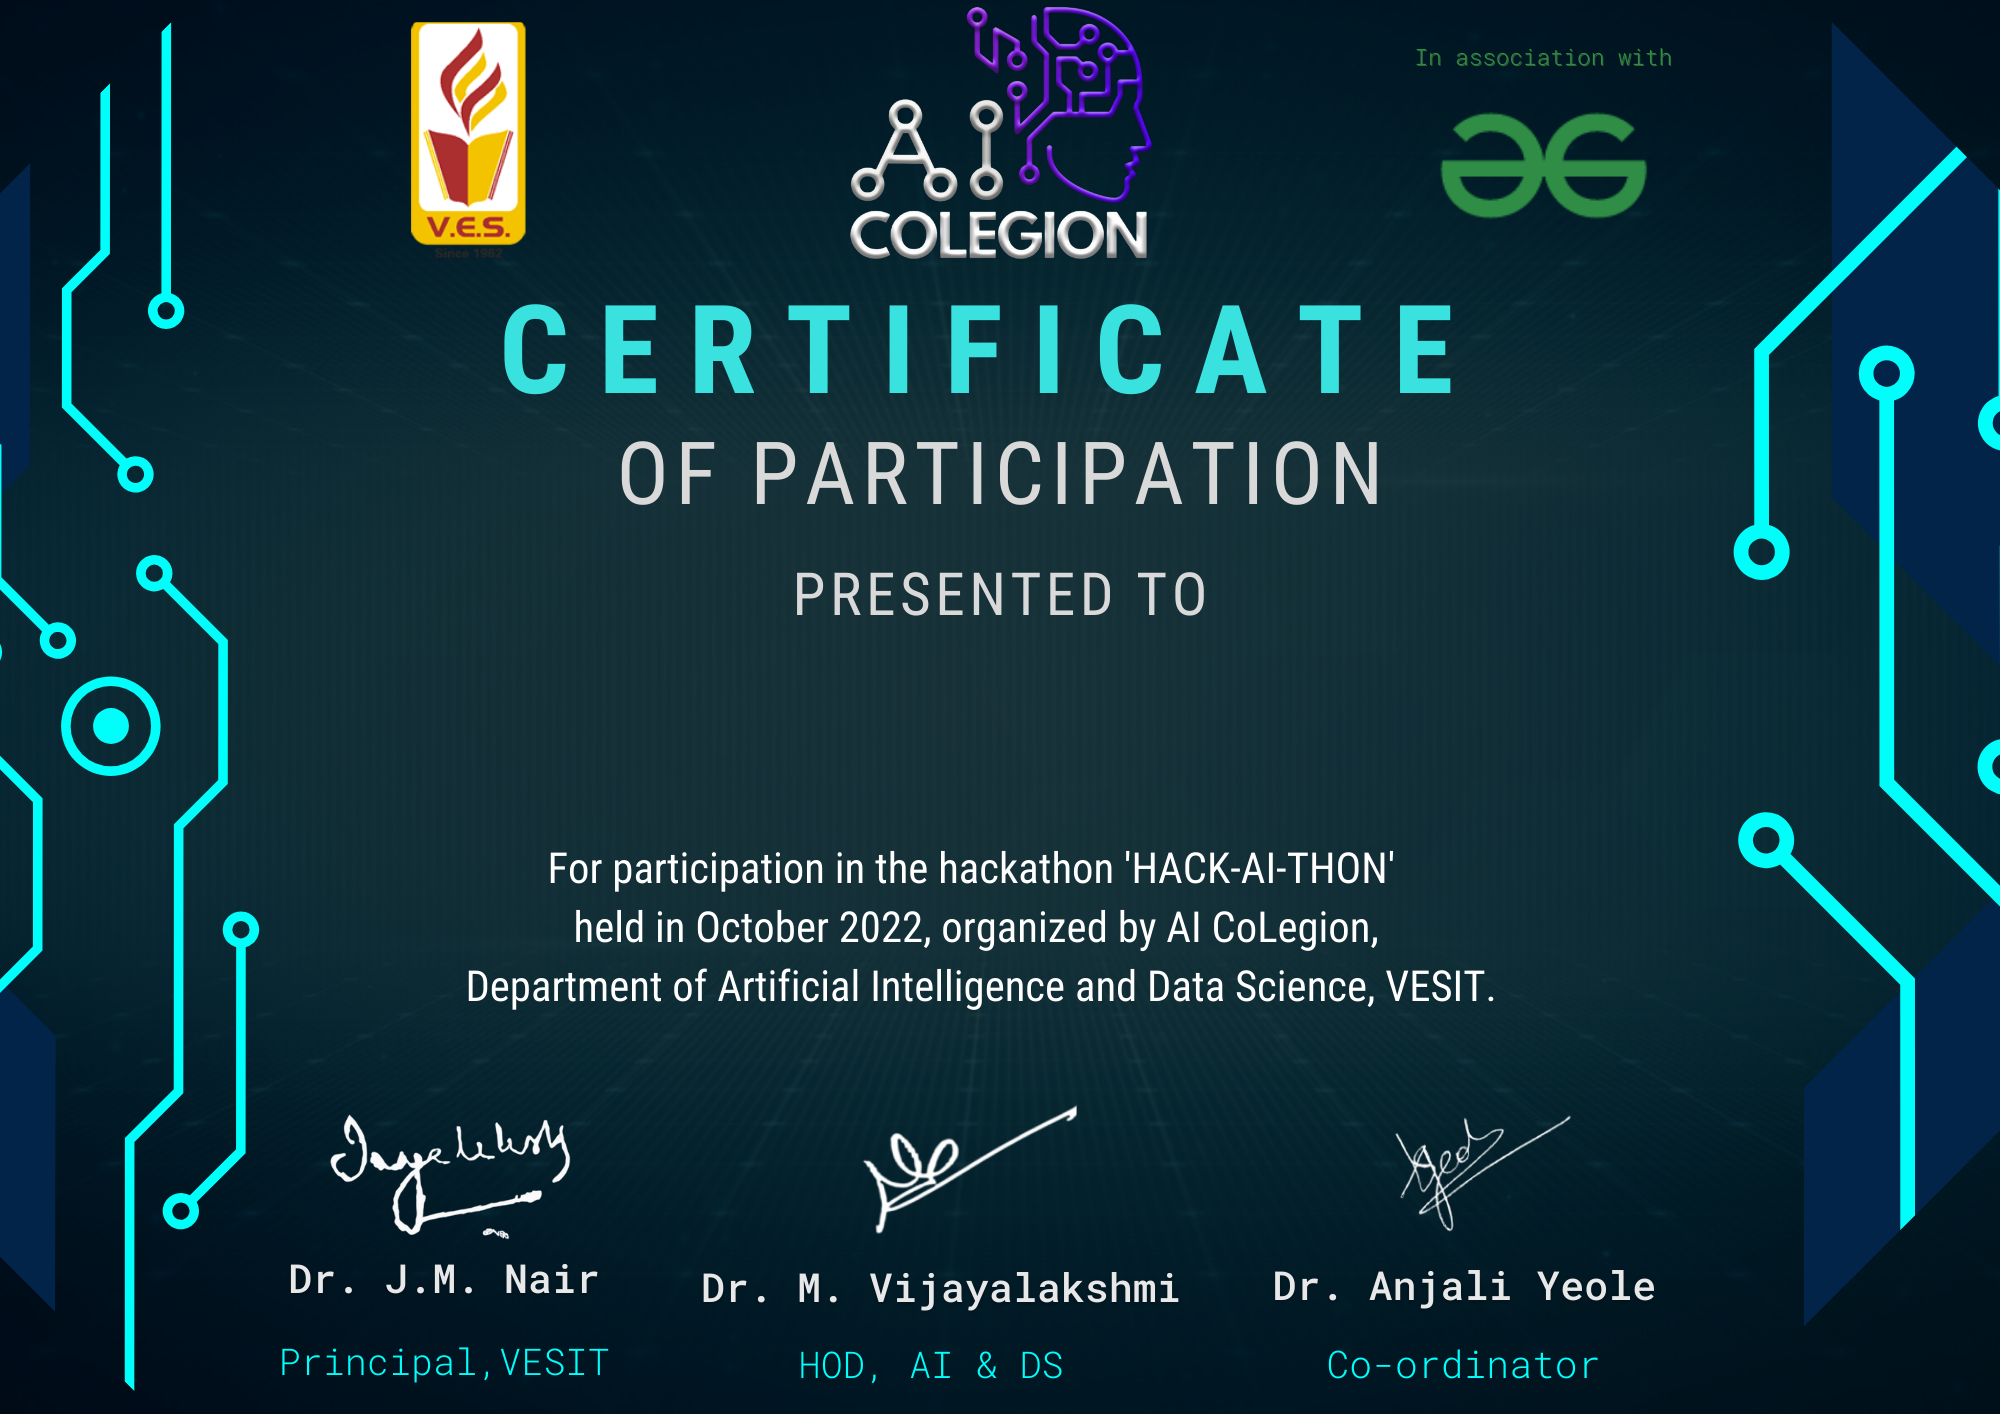 V.E.S.
Since 1962
AI
COLEGION
In association with
CERTIFICATE
OF PARTICIPATION
PRESENTED TO
For participation in the hackathon 'HACK-AI-THON'
held in October 2022, organized by AI CoLegion,
Department of Artificial Intelligence and Data Science, VESIT.
Dr. J.M. Nair
Dr. M. Vijayalakshmi
Dr. Anjali Yeole
Principal,VESIT
HOD, AI & DS
Co-ordinator